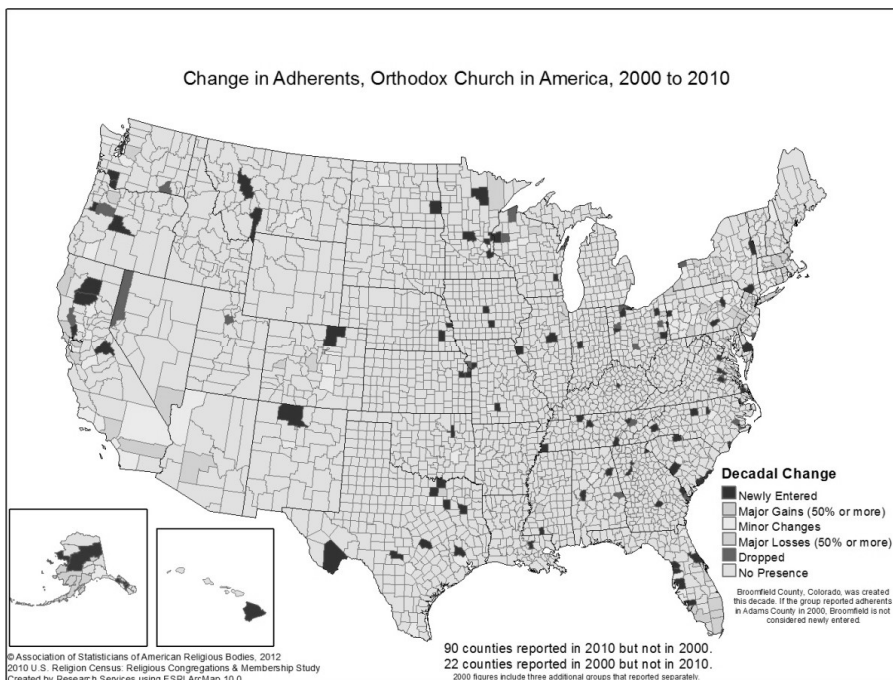 Change in Adherents, Orthodox Church in America, 2000 to 2010
Decadal Change
Newly Entered
Major Gains (50% or more)
Minor Changes
Major Losses (50% or more)
Dropped
No Presence
Broomfield County, Colorado, was created
this decade. If the group reported adherents
in Adams County in 2000, Broomfield is not
considered newly entered.
90 counties reported in 2010 but not in 2000.
22 counties reported in 2000 but not in 2010.
2000 figures include three additional groups that reported separately.
© Association of Statisticians of American Religious Bodies, 2012
2010 U.S. Religion Census: Religious Congregations & Membership Study
Created by Research Services using ESRI ArcMap 10.0